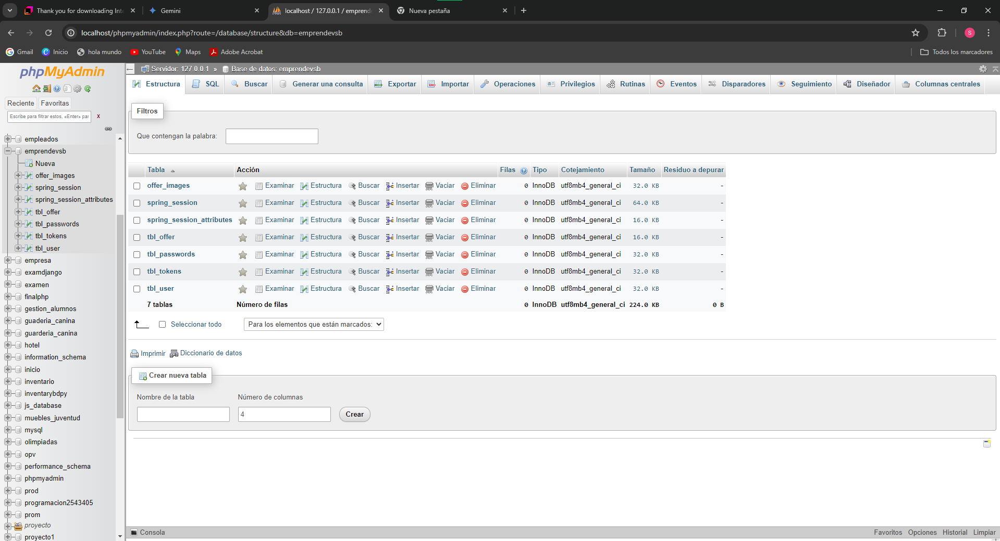 Thank you for downloading Inte
Gemini
localhost / 127.0.0.1 / emprende
Nueva pestaña
localhost/phpmyadmin/index.php?route=/database/structure&db=emprendevsb
S
Gmail Inicio hola mundo YouTube Maps Adobe Acrobat Todos los marcadores
phpMyAdmin
Reciente Favoritas
Escribe para filtrar estos, «Enter» par X
empleados
emprendevsb
Nueva
offer_images
spring_session
spring_session_attributes
tbl_offer
tbl_passwords
tbl_tokens
tbl_user
empresa
examdjango
examen
finalphp
gestion_alumnos
guaderia_canina
guarderia_canina
hotel
information_schema
inicio
inventario
inventarybdpy
js_database
muebles_juventud
mysql
olimpiadas
opv
performance_schema
phpmyadmin
prod
programacion2543405
prom
proyecto
proyecto1
Servidor: 127.0.0.1 » Base de datos: emprendevsb
Estructura SQL Buscar Generar una consulta Exportar Importar Operaciones Privilegios Rutinas Eventos Disparadores Seguimiento Diseñador Columnas centrales
Filtros
Que contengan la palabra:
Tabla Acción Filas Tipo Cotejamiento Tamaño Residuo a depurar
offer_images Examinar Estructura Buscar Insertar Vaciar Eliminar 0 InnoDB utf8mb4_general_ci 32.0 KB -
spring_session Examinar Estructura Buscar Insertar Vaciar Eliminar 0 InnoDB utf8mb4_general_ci 64.0 KB -
spring_session_attributes Examinar Estructura Buscar Insertar Vaciar Eliminar 0 InnoDB utf8mb4_general_ci 16.0 KB -
tbl_offer Examinar Estructura Buscar Insertar Vaciar Eliminar 0 InnoDB utf8mb4_general_ci 16.0 KB -
tbl_passwords Examinar Estructura Buscar Insertar Vaciar Eliminar 0 InnoDB utf8mb4_general_ci 32.0 KB -
tbl_tokens Examinar Estructura Buscar Insertar Vaciar Eliminar 0 InnoDB utf8mb4_general_ci 32.0 KB -
tbl_user Examinar Estructura Buscar Insertar Vaciar Eliminar 0 InnoDB utf8mb4_general_ci 32.0 KB -
7 tablas Número de filas 0 InnoDB utf8mb4_general_ci 224.0 KB 0 B
Seleccionar todo Para los elementos que están marcados:
Imprimir Diccionario de datos
Crear nueva tabla
Nombre de la tabla Número de columnas
4 Crear
Consola Favoritos Opciones Historial Limpiar